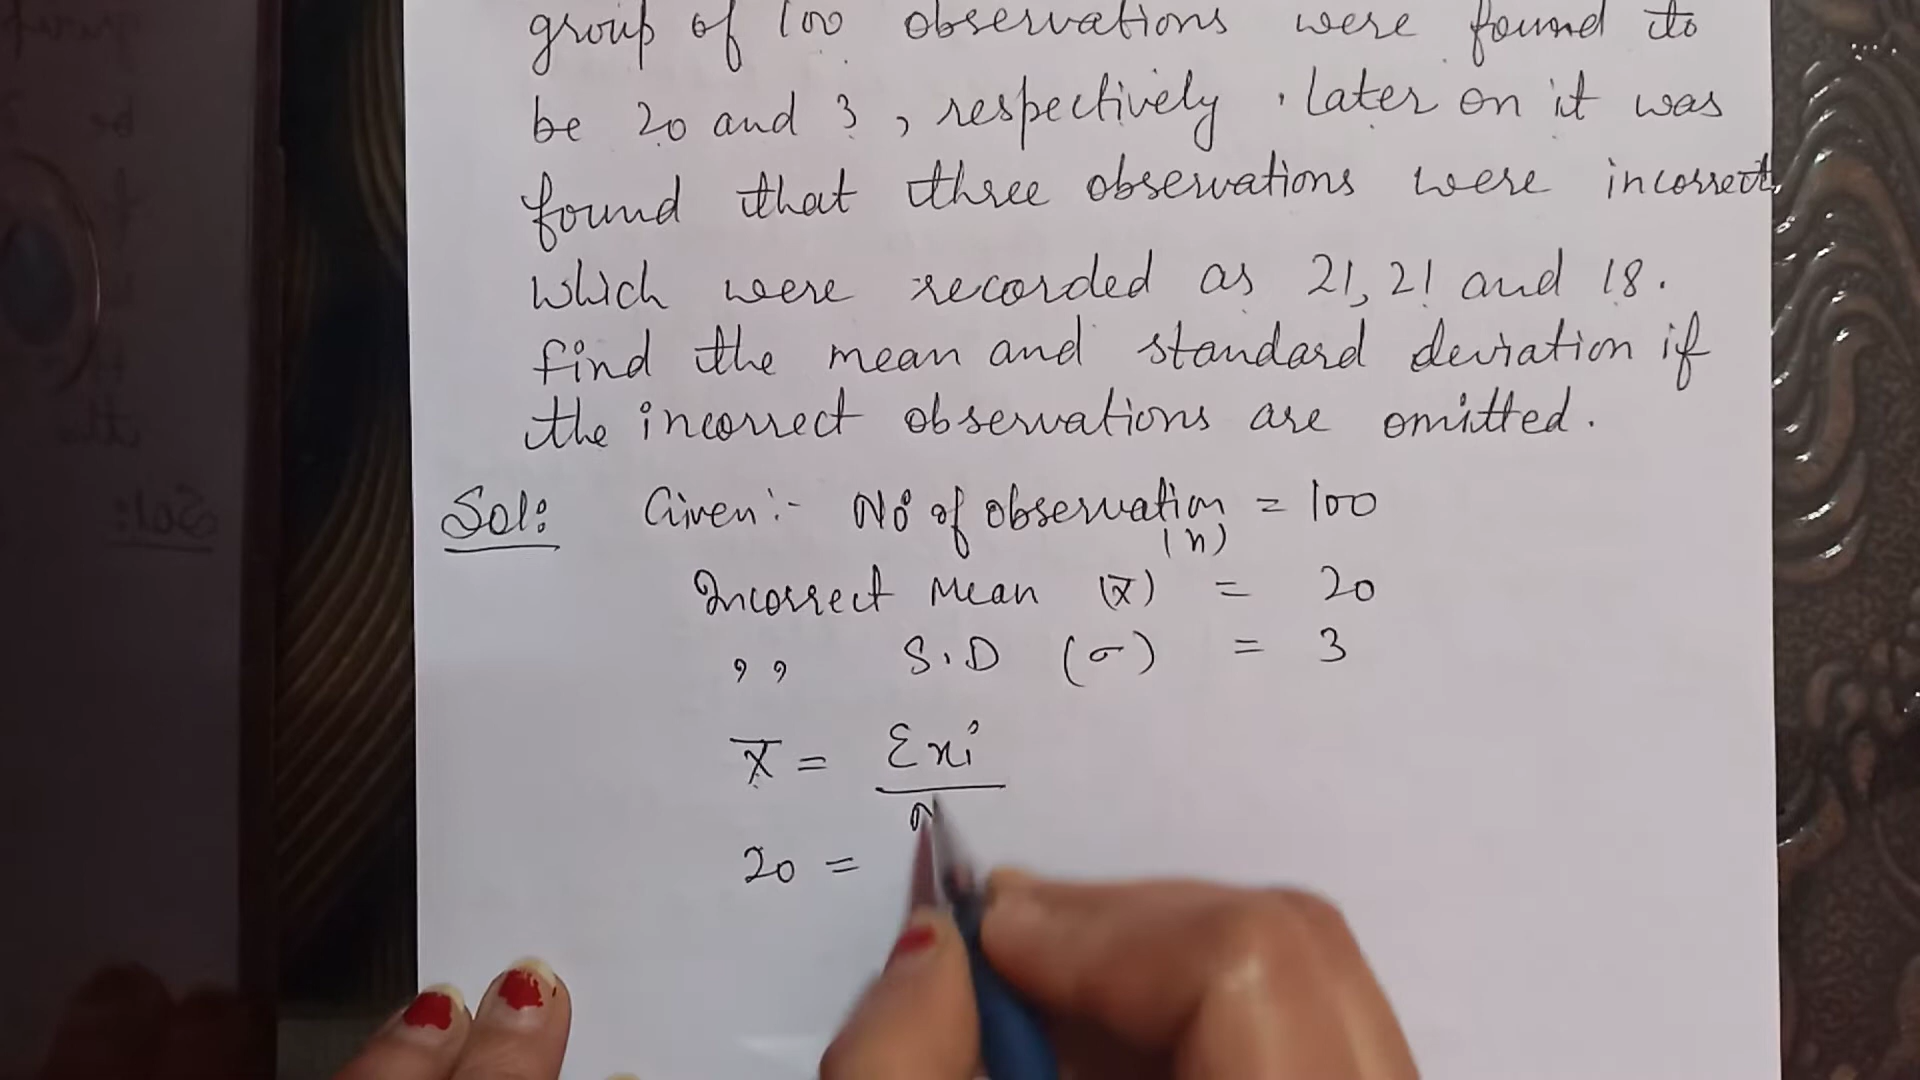 group of 100 observations were found to
be 20 and 3, respectively. Later on it was
found that three observations were incorrect,
which were recorded as 21, 21 and 18.
find the mean and standard deviation if
the incorrect observations are omitted.
Sol: Given:- No of observation = 100
(n)
Incorrect Mean (x̄) = 20
,, S.D (σ) = 3
X̄ = Σxi
n
20 =